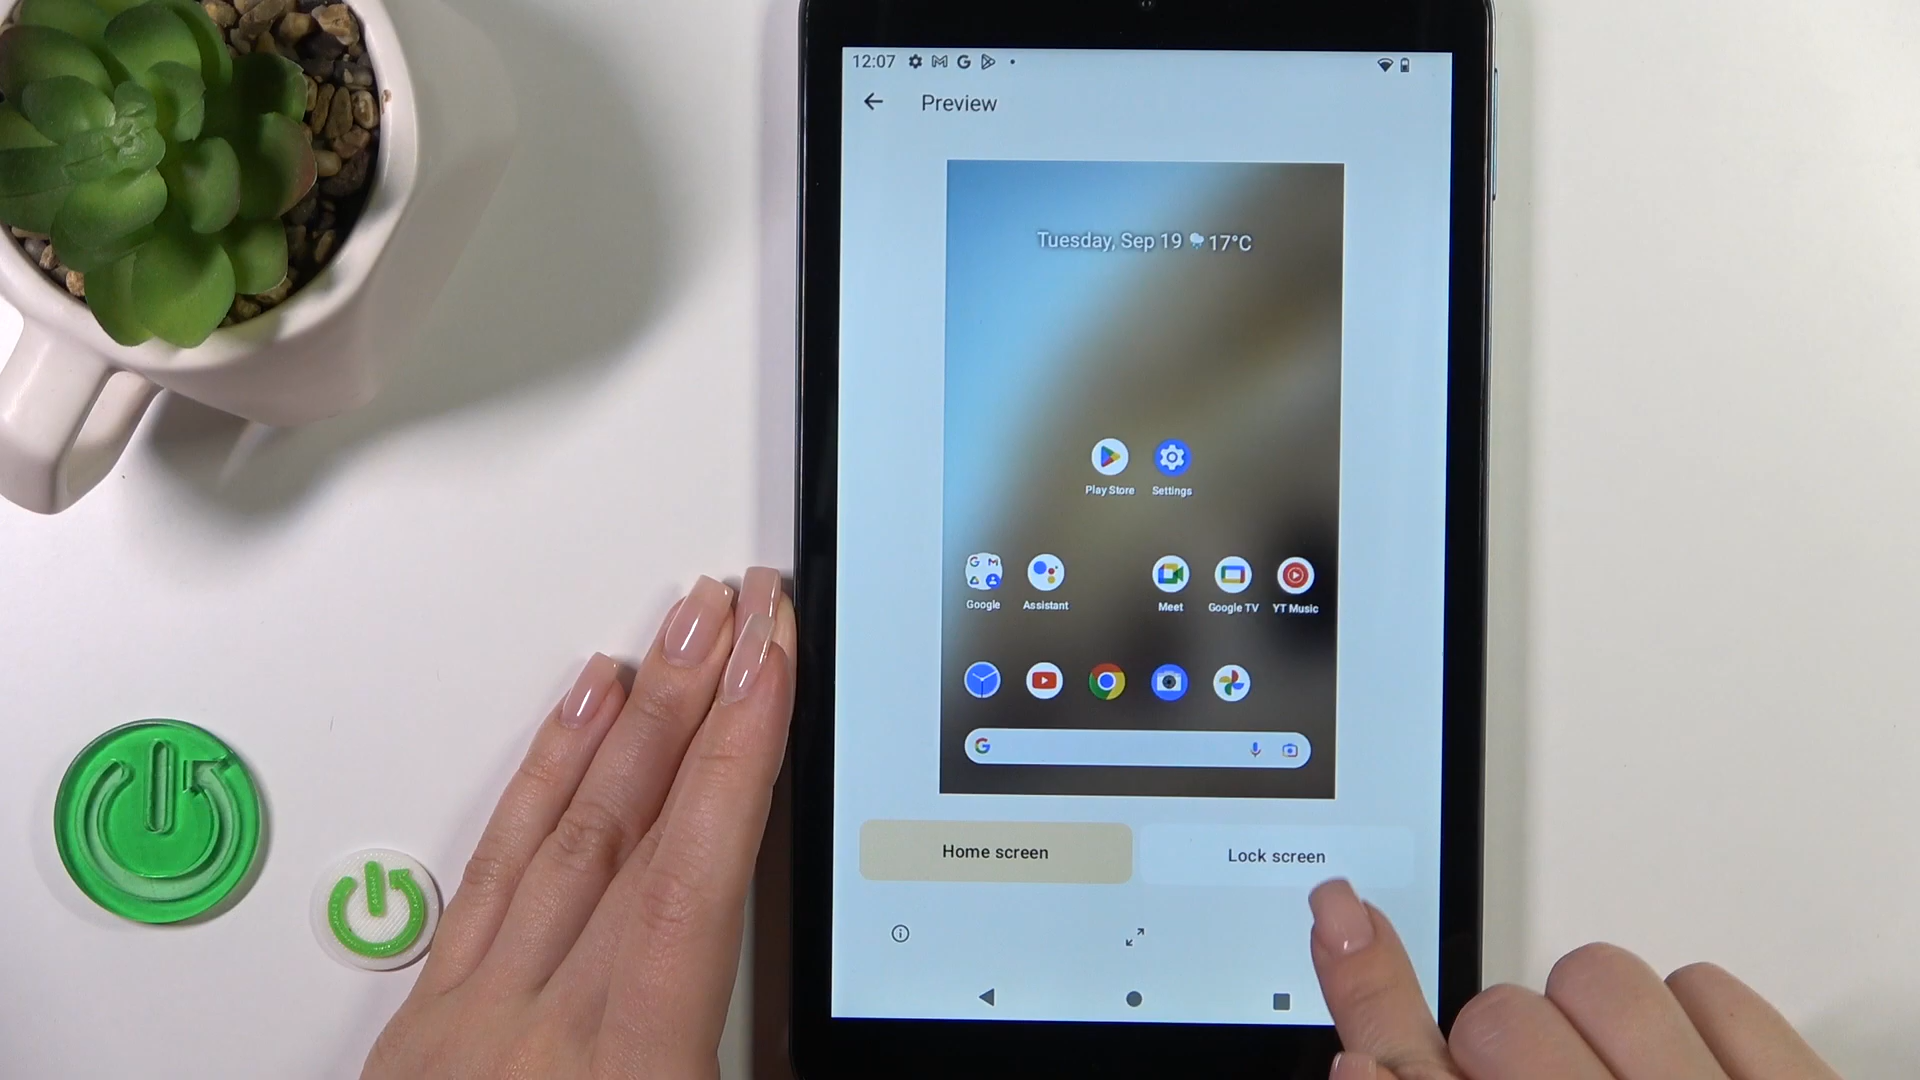 12:07
Preview
Tuesday, Sep 19 17°C
Play Store Settings
Google Assistant Meet Google TV YT Music
Home screen Lock screen